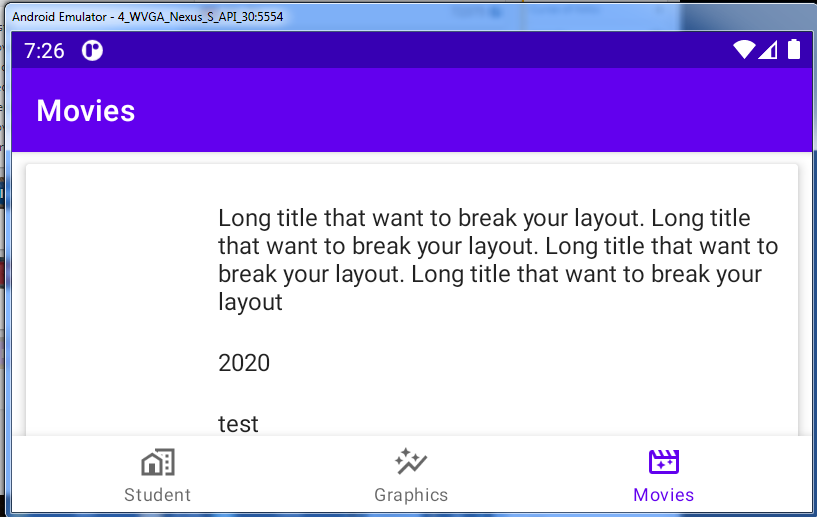 Android Emulator - 4_WVGA_Nexus_S_API_30:5554
7:26
Movies
Long title that want to break your layout. Long title
that want to break your layout. Long title that want to
break your layout. Long title that want to break your
layout
2020
test
Student
Graphics
Movies